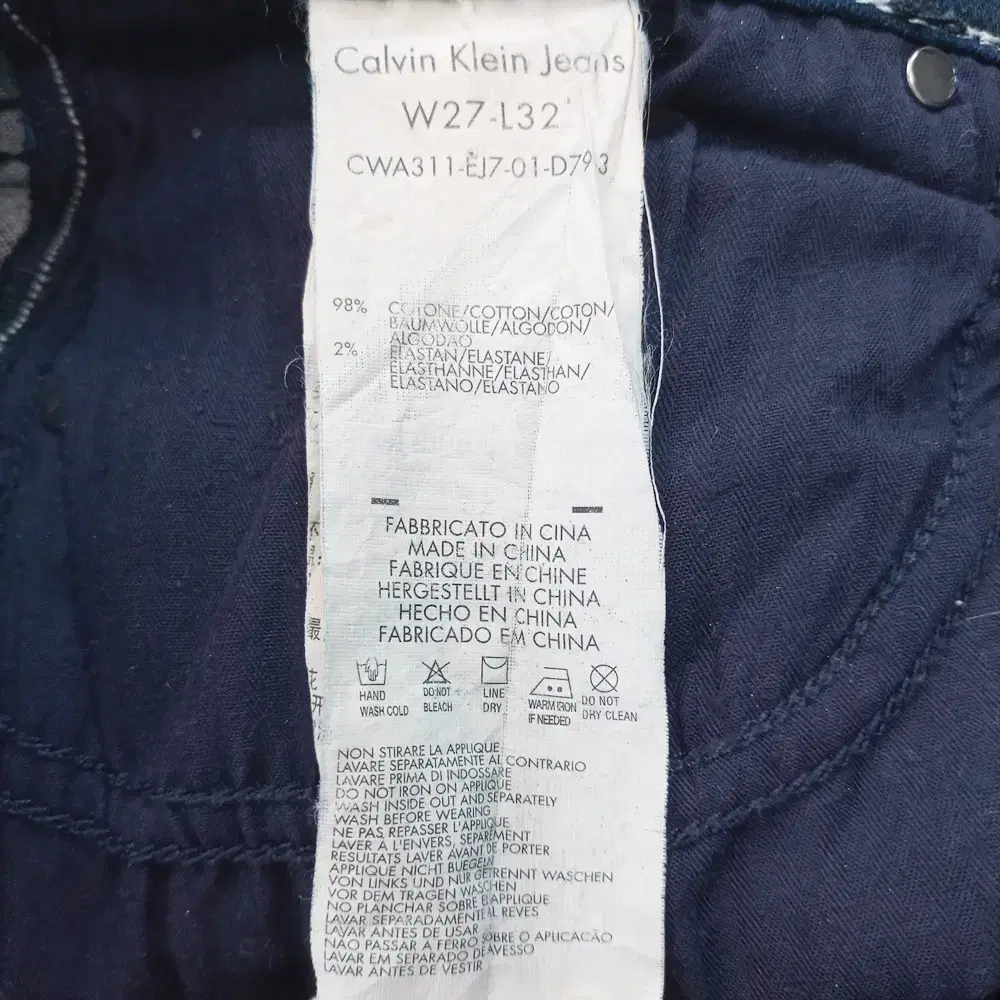 Calvin Klein Jeans
W27-L32
CWA311-EJ7-01-D793
98% COTONE/COTTON/COTON/
BAUMWOLLE/ALGODON/
ALGODAO
2% ELASTAN/ELASTANE/
ELASTHANNE/ELASTHAN/
ELASTANO/ELASTANO
FABBRICATO IN CINA
MADE IN CHINA
FABRIQUE EN CHINE
HERGESTELLT IN CHINA
HECHO EN CHINA
FABRICADO EM CHINA
HAND WASH COLD
DO NOT BLEACH
LINE DRY
WARM IRON IF NEEDED
DO NOT DRY CLEAN
NON STIRARE LA APPLIQUE
LAVARE SEPARATAMENTE AL CONTRARIO
LAVARE PRIMA DI INDOSSARE
DO NOT IRON ON APPLIQUE
WASH INSIDE OUT AND SEPARATELY
WASH BEFORE WEARING
NE PAS REPASSER L'APPLIQUE
LAVER À L'ENVERS, SEPARÉMENT
RESULTATS LAVER AVANT DE PORTER
APPLIQUE NICHT BUEGELN
VON LINKS UND NUR GETRENNT WASCHEN
VOR DEM TRAGEN WASCHEN
NO PLANCHAR SOBRE EL APPLIQUE
LAVAR SEPARADAMENTE AL REVES
LAVAR ANTES DE USAR
NÃO PASSAR A FERRO SOBRE O APLICACÃO
LAVAR EM SEPARADO DE AVESSO
LAVAR ANTES DE VESTIR